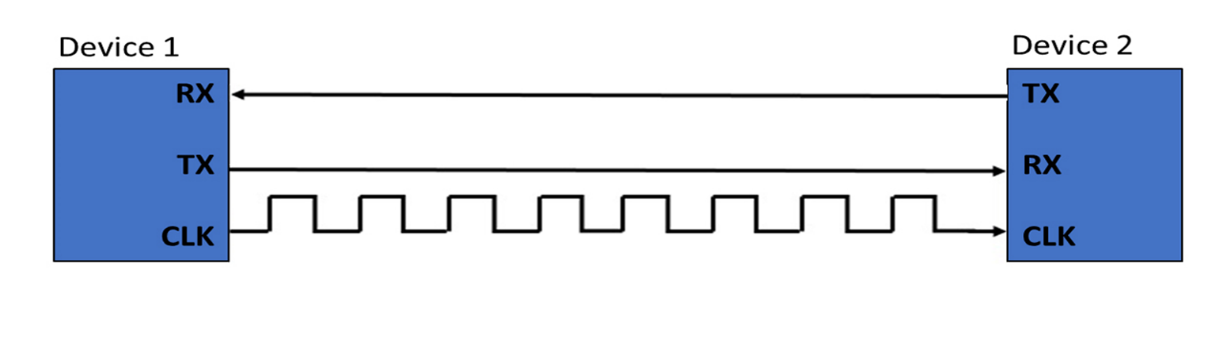 Device 1
Device 2
RX
TX
TX
RX
CLK
CLK